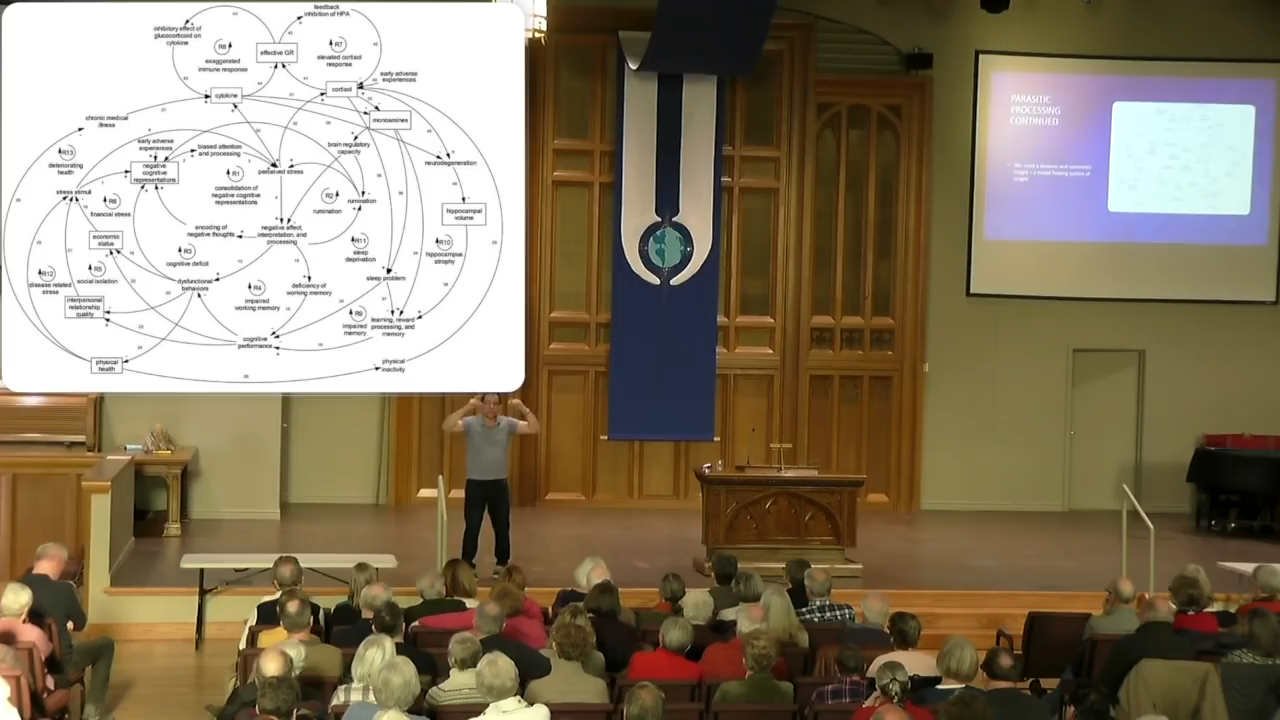 feedback
inhibition of HPA
inhibitory effect of
glucocorticoid on
cytokine
R8
exaggerated
immune response
effective GR
R7
elevated cortisol
response
early adverse
experiences
cytokine
cortisol
monoamines
chronic medical
illness
early adverse
experiences
biased attention
and processing
brain regulatory
capacity
R13
deteriorating
health
negative
cognitive
representations
perceived stress
neurodegeneration
R1
consolidation of
negative cognitive
representations
stress stimuli
R6
financial stress
R2
rumination
rumination
hippocampal
volume
encoding of
negative thoughts
negative affect,
interpretation, and
processing
economic
status
R3
cognitive deficit
R11
sleep
deprivation
R10
hippocampus
atrophy
R12
disease related
stress
R5
social isolation
dysfunctional
behaviors
R4
impaired
working memory
deficiency of
working memory
sleep problem
interpersonal
relationship
quality
R9
impaired
memory
learning, reward
processing, and
memory
cognitive
performance
physical
health
physical
inactivity
PARASITIC
PROCESSING
CONTINUED